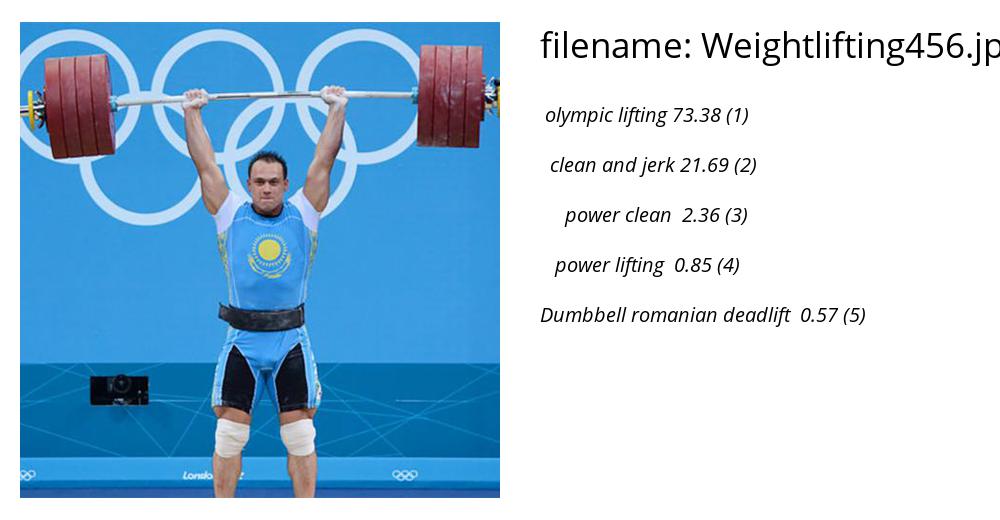 filename: Weightlifting456.jp
olympic lifting 73.38 (1)
clean and jerk 21.69 (2)
power clean 2.36 (3)
power lifting 0.85 (4)
Dumbbell romanian deadlift 0.57 (5)